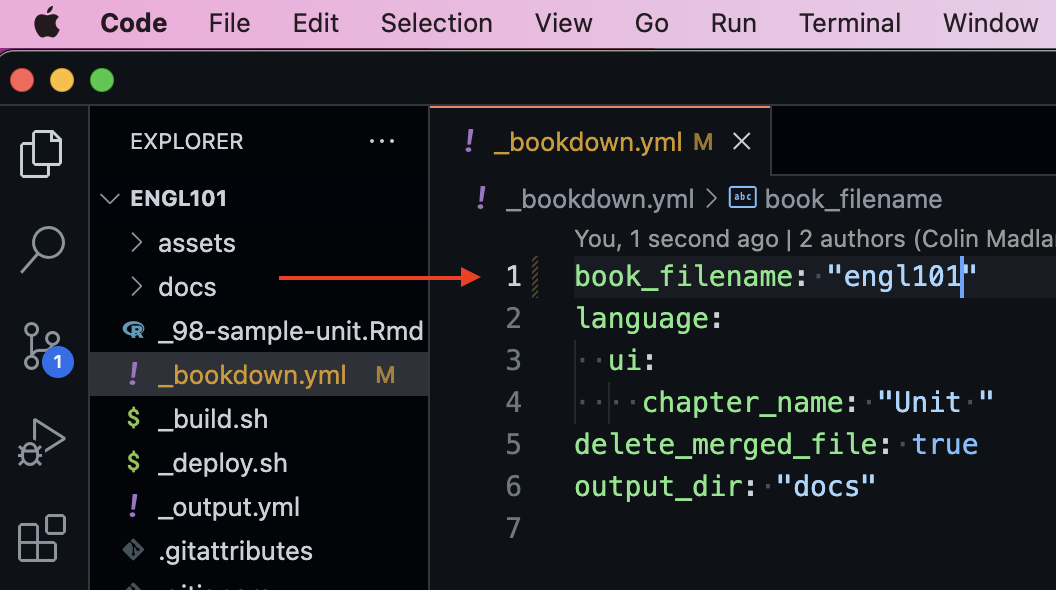 Code File Edit Selection View Go Run Terminal Window
EXPLORER ...
ENGL101
assets
docs
_98-sample-unit.Rmd
_bookdown.yml M
_build.sh
_deploy.sh
_output.yml
.gitattributes
1
! _bookdown.yml M
! _bookdown.yml > abc book_filename
You, 1 second ago | 2 authors (Colin Madla
1 book_filename: "engl101"
2 language:
3 ui:
4 chapter_name: "Unit "
5 delete_merged_file: true
6 output_dir: "docs"
7